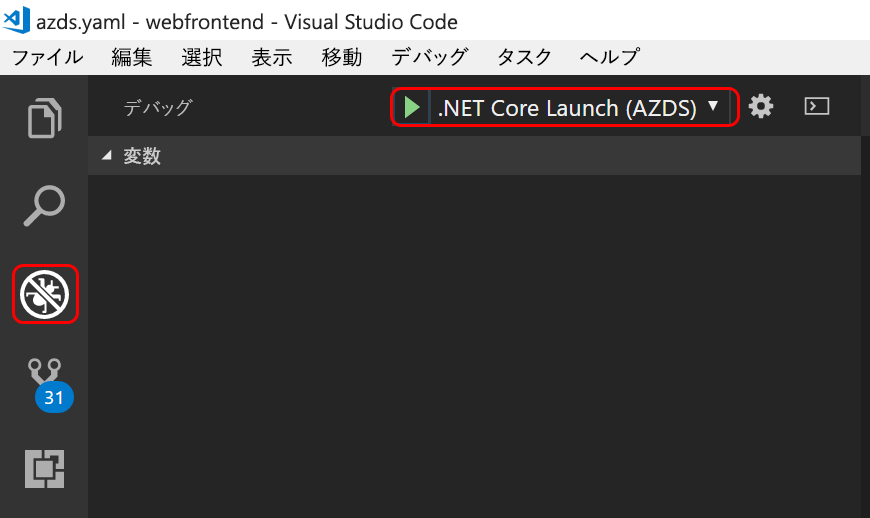 azds.yaml - webfrontend - Visual Studio Code
ファイル 編集 選択 表示 移動 デバッグ タスク ヘルプ
デバッグ .NET Core Launch (AZDS)
変数
31